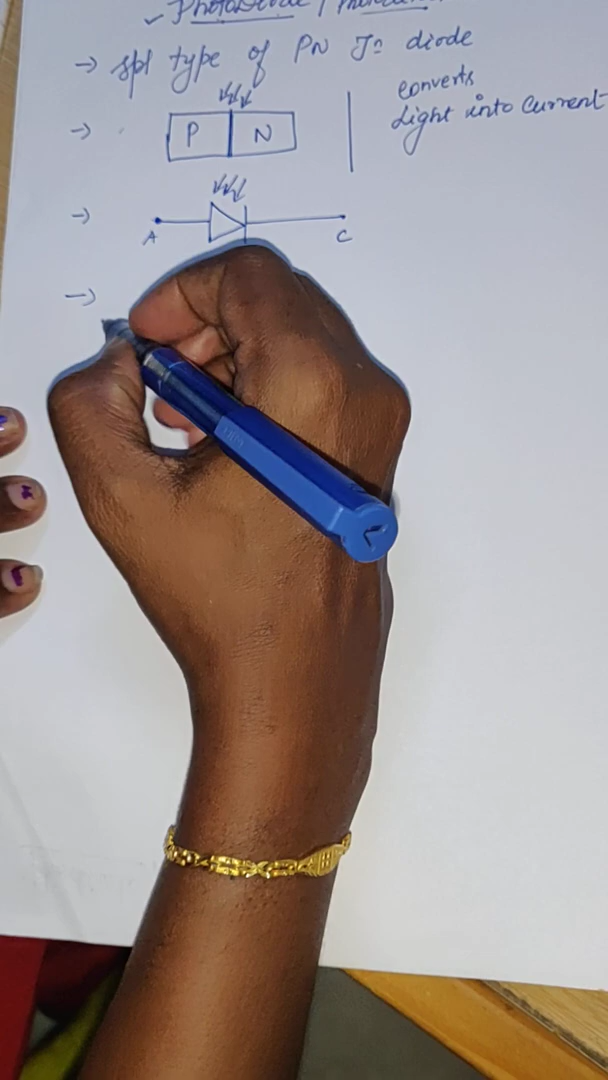 ✓ PhotoDiode /
→ Spl type of PN Jn diode
→ P N
converts
Light into Current
→ A C
→